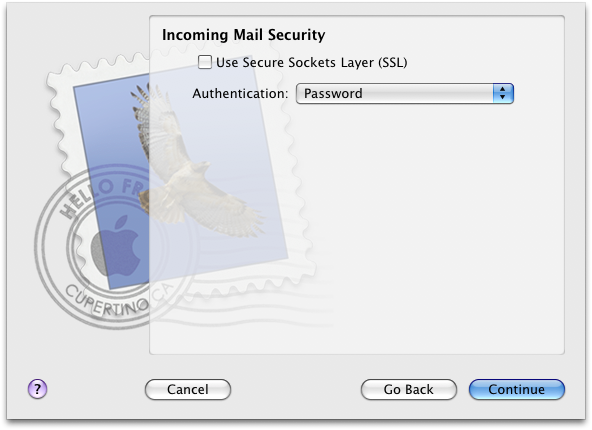 Incoming Mail Security
Use Secure Sockets Layer (SSL)
Authentication: Password
HELLO FR
CUPERTINO, CA
? Cancel Go Back Continue